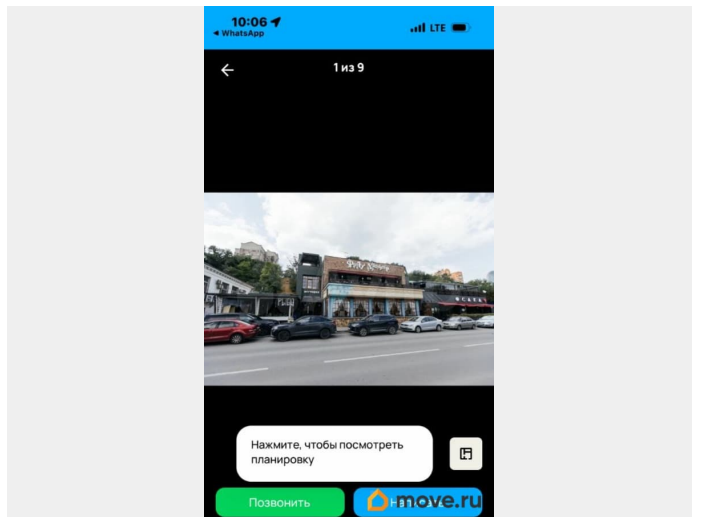 10:06
◀ WhatsApp
LTE
1 из 9
Нажмите, чтобы посмотреть
планировку
Позвонить
move.ru